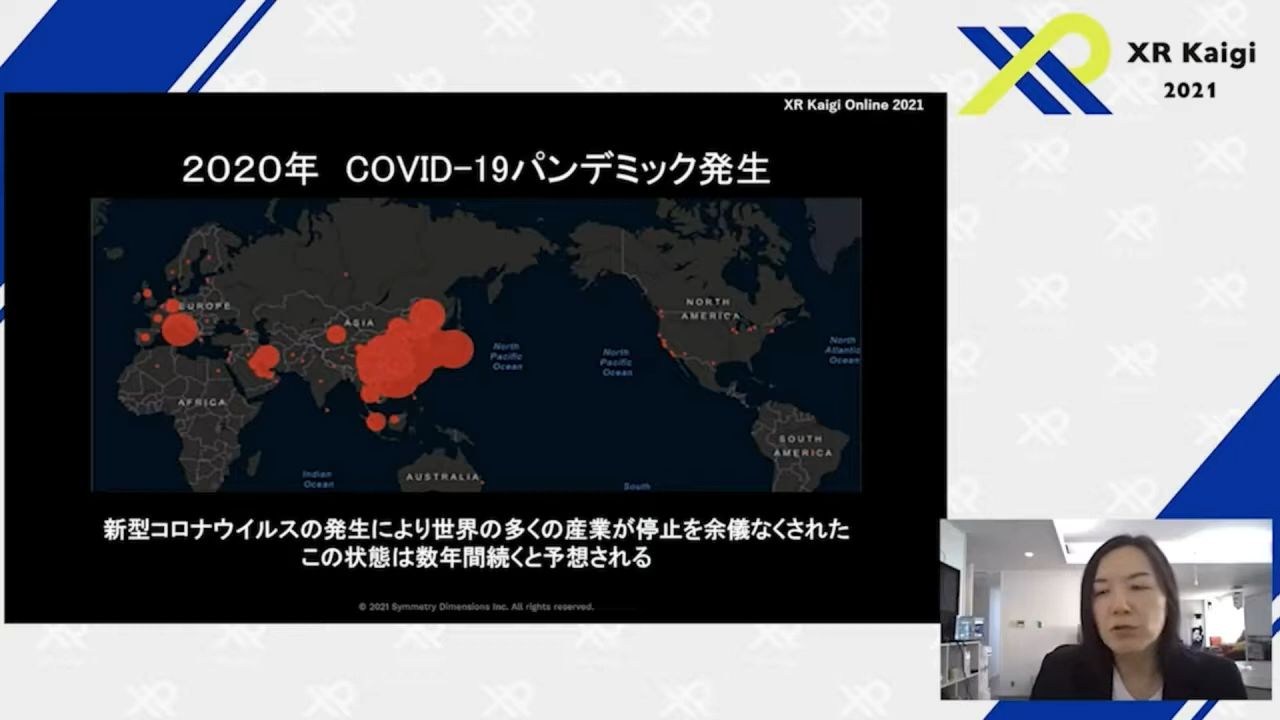 XR Kaigi
2021
XR Kaigi Online 2021
2020年　COVID-19パンデミック発生
EUROPE
ASIA
AFRICA
NORTH
AMERICA
North
Pacific
Ocean
North
Pacific
Ocean
North
Atlantic
Ocean
SOUTH
AMERICA
AUSTRALIA
Indian
Ocean
South
新型コロナウイルスの発生により世界の多くの産業が停止を余儀なくされた
この状態は数年間続くと予想される
© 2021 Symmetry Dimensions Inc. All rights reserved.